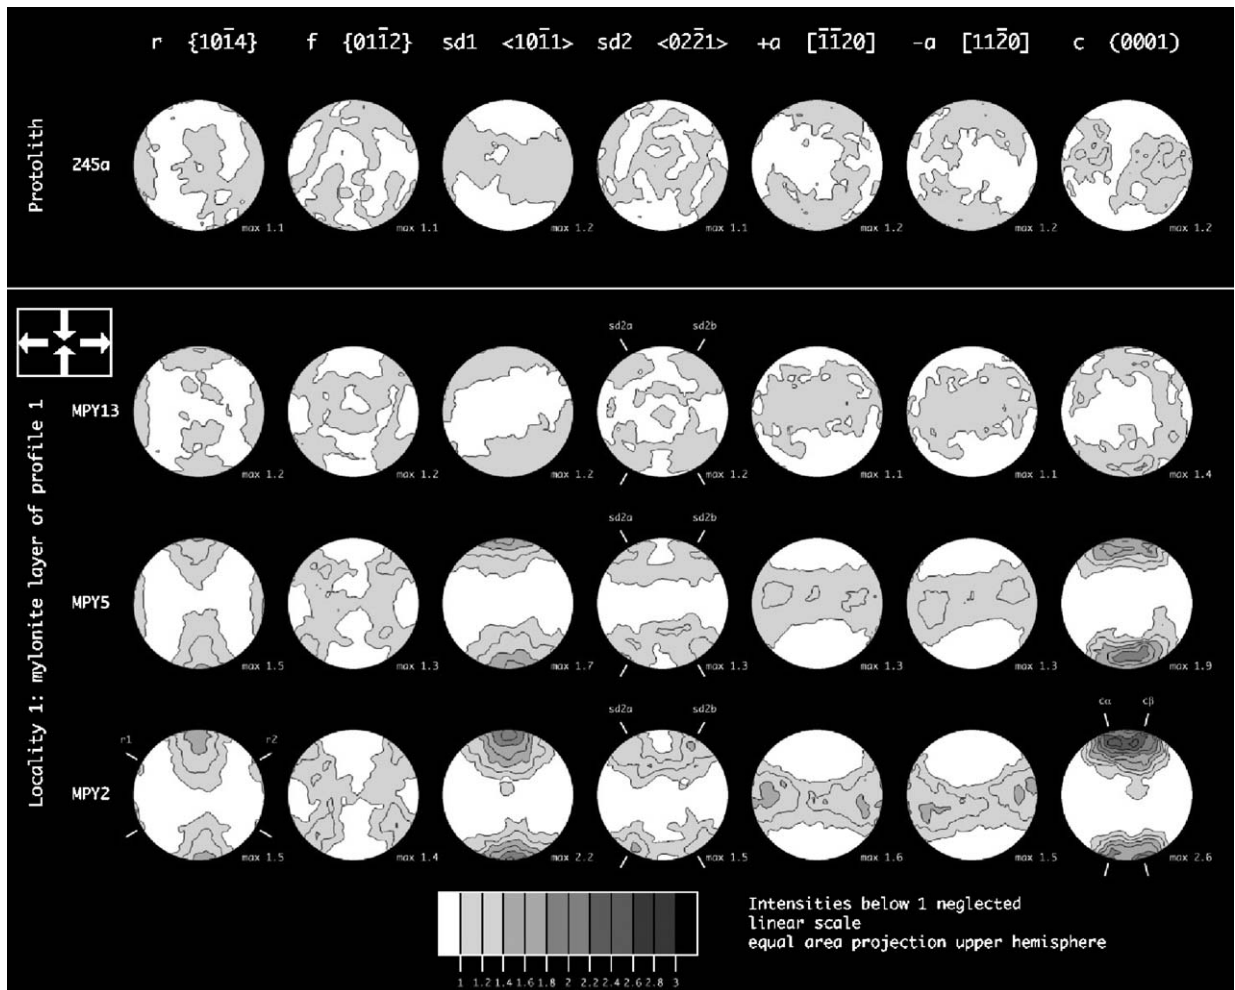 r {101̄4} f {011̄2} sd1 <101̄1> sd2 <022̄1> +a [1̄1̄20] -a [112̄0] c (0001)
Protolith
245a
max 1.1 max 1.1 max 1.2 max 1.1 max 1.2 max 1.2 max 1.2
Locality 1: mylonite layer of profile 1
sd2a sd2b
MPY13
max 1.2 max 1.2 max 1.2 max 1.2 max 1.1 max 1.1 max 1.4
sd2a sd2b
MPY5
max 1.5 max 1.3 max 1.7 max 1.3 max 1.3 max 1.3 max 1.9
sd2a sd2b cα cβ
r1 r2
MPY2
max 1.5 max 1.4 max 2.2 max 1.5 max 1.6 max 1.5 max 2.6
1 1.2 1.4 1.6 1.8 2 2.2 2.4 2.6 2.8 3
Intensities below 1 neglected
linear scale
equal area projection upper hemisphere